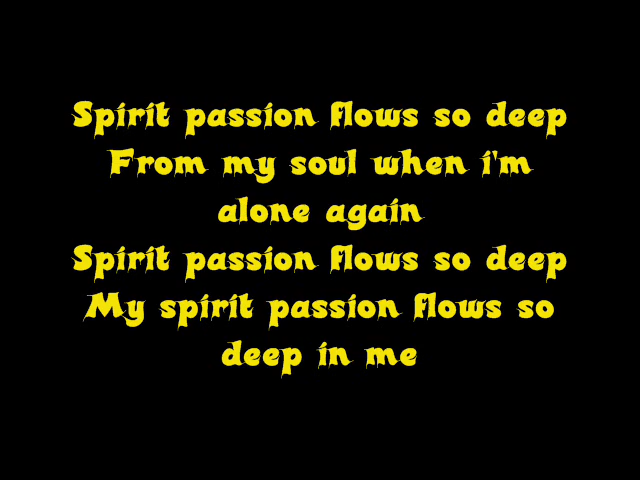 Spirit passion flows so deep
From my soul when i'm
alone again
Spirit passion flows so deep
My spirit passion flows so
deep in me